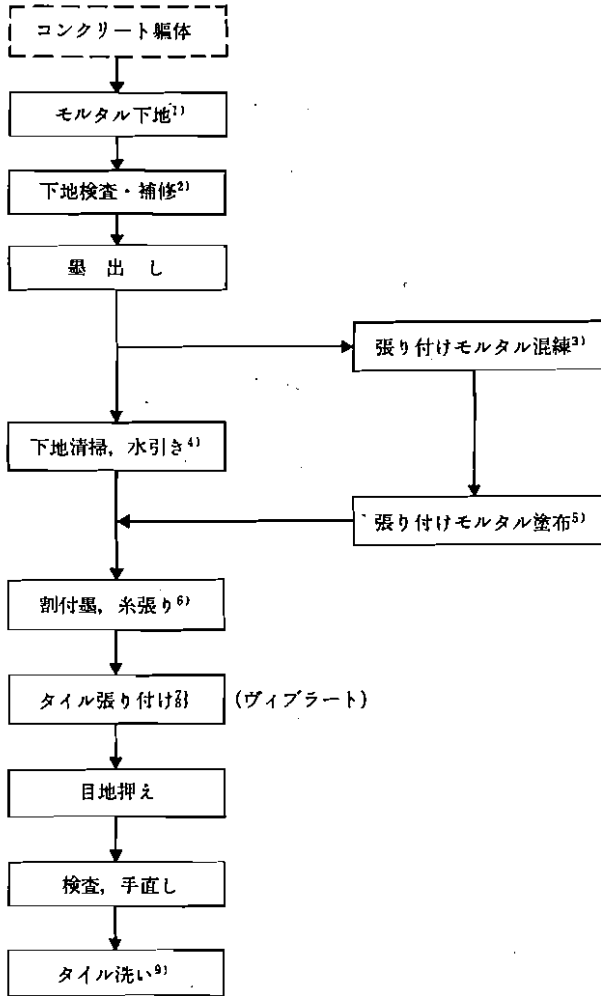 コンクリート軀体
モルタル下地¹⁾
下地検査・補修²⁾
墨 出 し
張り付けモルタル混練³⁾
下地清掃，水引き⁴⁾
張り付けモルタル塗布⁵⁾
割付墨，糸張り⁶⁾
タイル張り付け⁷⁾⁸⁾ (ヴィブラート)
目地押え
検査，手直し
タイル洗い⁹⁾